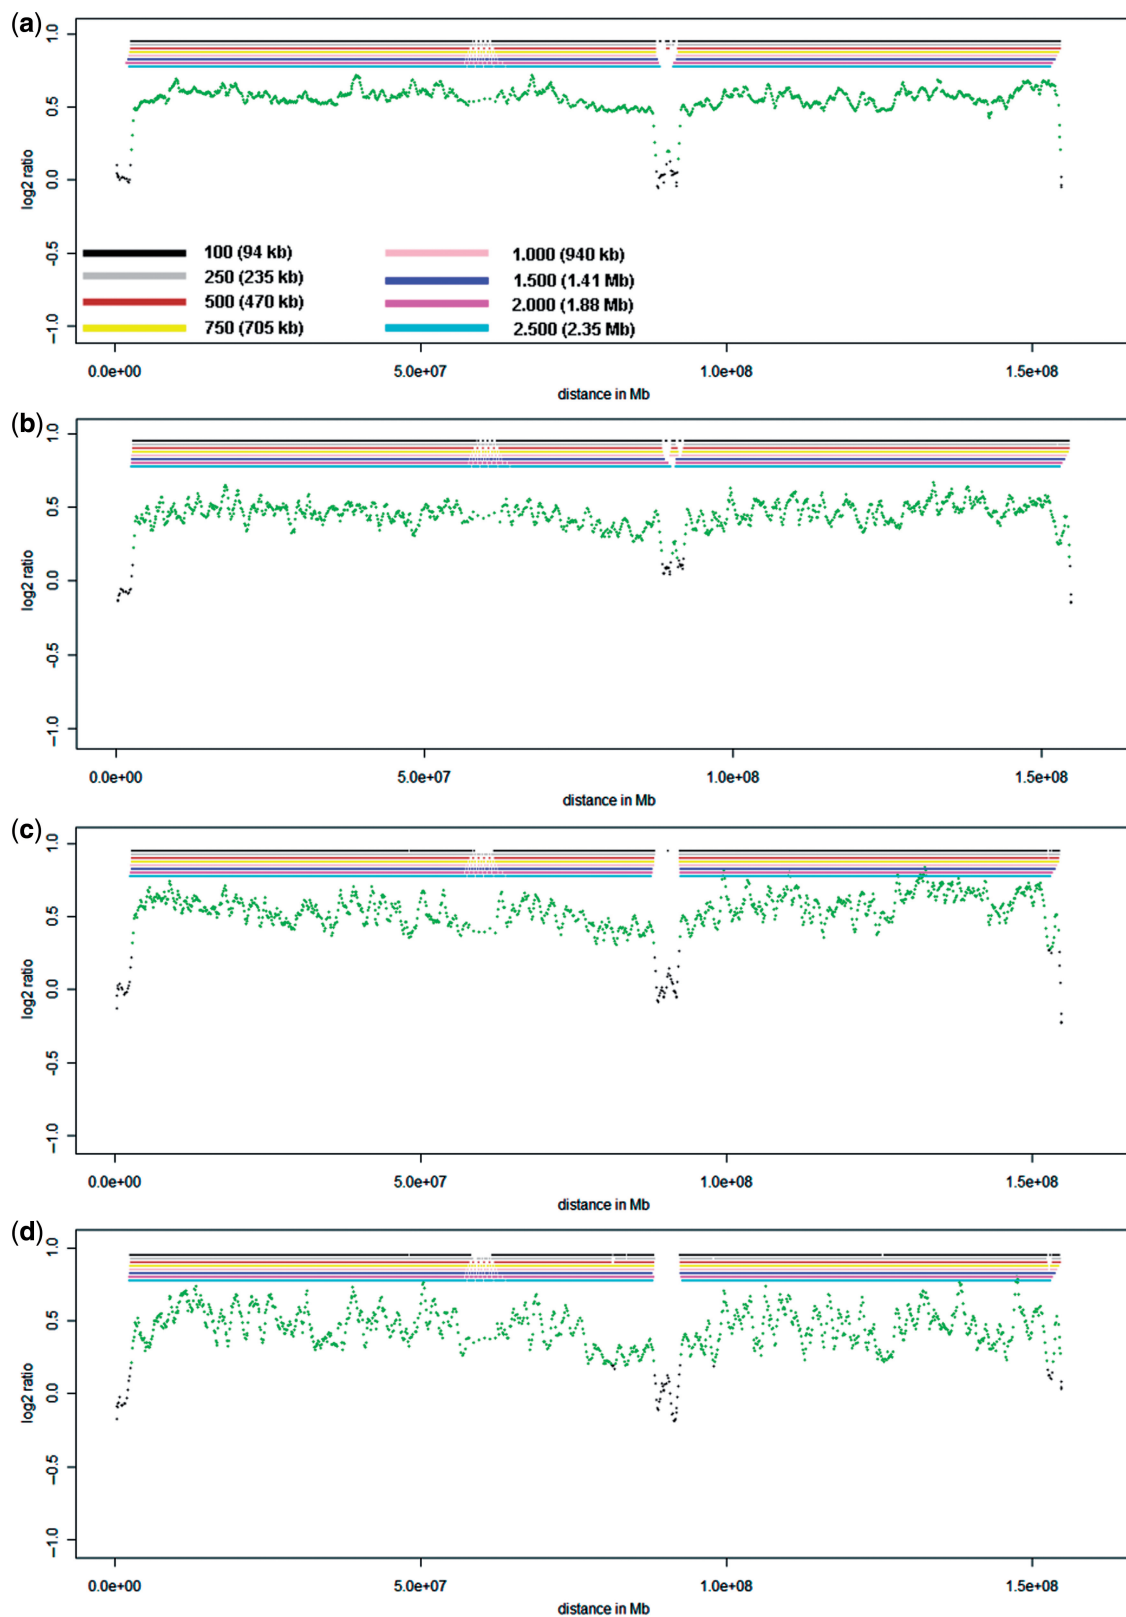 (a)
1.0
0.5
0.0
-0.5
-1.0
log2 ratio
100 (94 kb)
250 (235 kb)
500 (470 kb)
750 (705 kb)
1.000 (940 kb)
1.500 (1.41 Mb)
2.000 (1.88 Mb)
2.500 (2.35 Mb)
0.0e+00 5.0e+07 1.0e+08 1.5e+08
distance in Mb
(b)
1.0
0.5
0.0
-0.5
-1.0
log2 ratio
0.0e+00 5.0e+07 1.0e+08 1.5e+08
distance in Mb
(c)
1.0
0.5
0.0
-0.5
-1.0
log2 ratio
0.0e+00 5.0e+07 1.0e+08 1.5e+08
distance in Mb
(d)
1.0
0.5
0.0
-0.5
-1.0
log2 ratio
0.0e+00 5.0e+07 1.0e+08 1.5e+08
distance in Mb